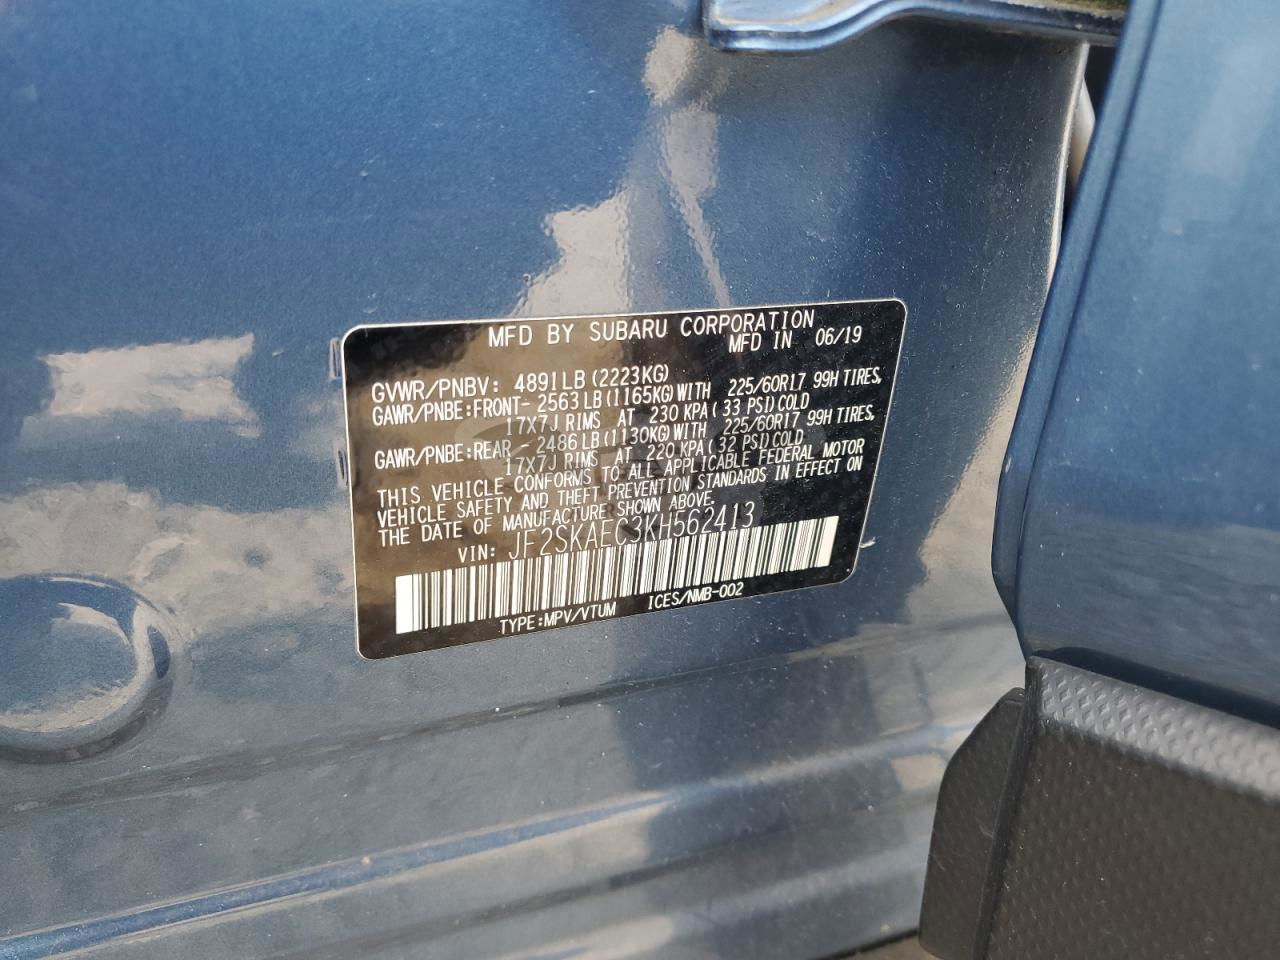 MFD BY SUBARU CORPORATION
MFD IN 06/19
GVWR/PNBV: 4891LB(2223KG)
GAWR/PNBE:FRONT- 2563LB(1165KG)WITH 225/60R17 99H TIRES,
17X7J RIMS AT 230 KPA(33 PSI)COLD
GAWR/PNBE:REAR - 2486LB(1130KG)WITH 225/60R17 99H TIRES,
17X7J RIMS AT 220 KPA(32 PSI)COLD
THIS VEHICLE CONFORMS TO ALL APPLICABLE FEDERAL MOTOR
VEHICLE SAFETY AND THEFT PREVENTION STANDARDS IN EFFECT ON
THE DATE OF MANUFACTURE SHOWN ABOVE.
VIN: JF2SKAEC3KH562413
TYPE:MPV/VTUM ICES/NMB-002